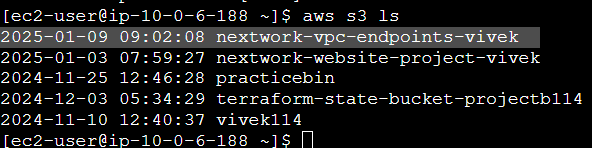 [ec2-user@ip-10-0-6-188 ~]$ aws s3 ls
2025-01-09 09:02:08 nextwork-vpc-endpoints-vivek
2025-01-03 07:59:27 nextwork-website-project-vivek
2024-11-25 12:46:28 practicebin
2024-12-03 05:34:29 terraform-state-bucket-projectb114
2024-11-10 12:40:37 vivek114
[ec2-user@ip-10-0-6-188 ~]$